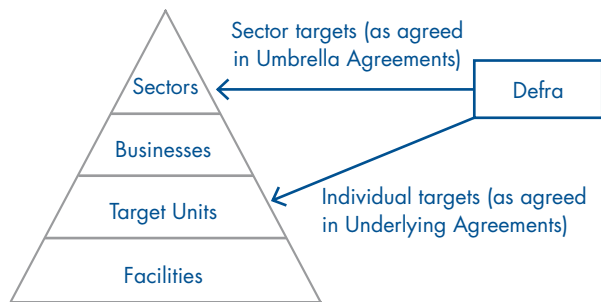 Sector targets (as agreed
in Umbrella Agreements)
Sectors
Defra
Businesses
Target Units
Individual targets (as agreed
in Underlying Agreements)
Facilities